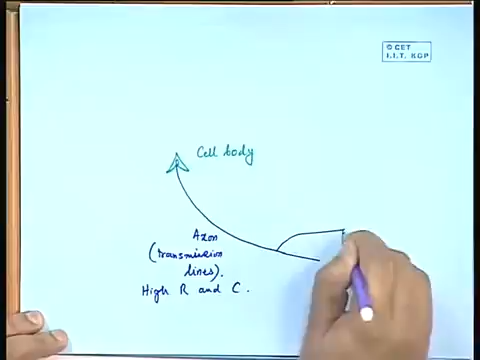 © CET
I.I.T. KGP
Cell body
Axon
(transmission
lines).
High R and C.